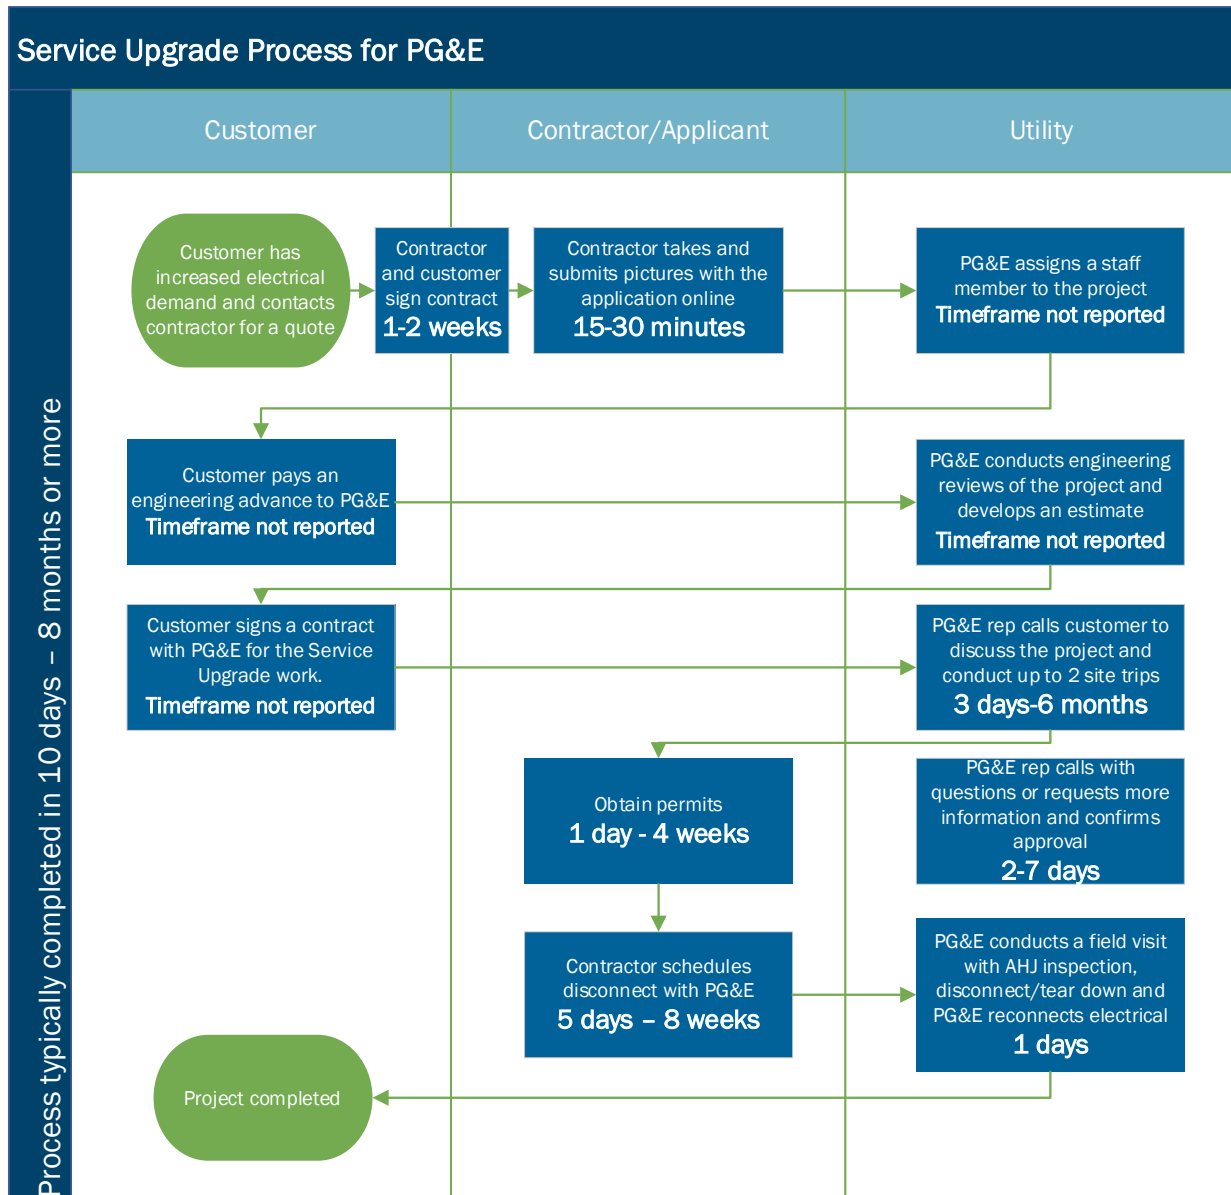 Service Upgrade Process for PG&E
Process typically completed in 10 days – 8 months or more
Customer
Contractor/Applicant
Utility
Customer has
increased electrical
demand and contacts
contractor for a quote
Contractor
and customer
sign contract
1-2 weeks
Contractor takes and
submits pictures with the
application online
15-30 minutes
PG&E assigns a staff
member to the project
Timeframe not reported
Customer pays an
engineering advance to PG&E
Timeframe not reported
PG&E conducts engineering
reviews of the project and
develops an estimate
Timeframe not reported
Customer signs a contract
with PG&E for the Service
Upgrade work.
Timeframe not reported
PG&E rep calls customer to
discuss the project and
conduct up to 2 site trips
3 days-6 months
Obtain permits
1 day - 4 weeks
PG&E rep calls with
questions or requests more
information and confirms
approval
2-7 days
Contractor schedules
disconnect with PG&E
5 days – 8 weeks
PG&E conducts a field visit
with AHJ inspection,
disconnect/tear down and
PG&E reconnects electrical
1 days
Project completed